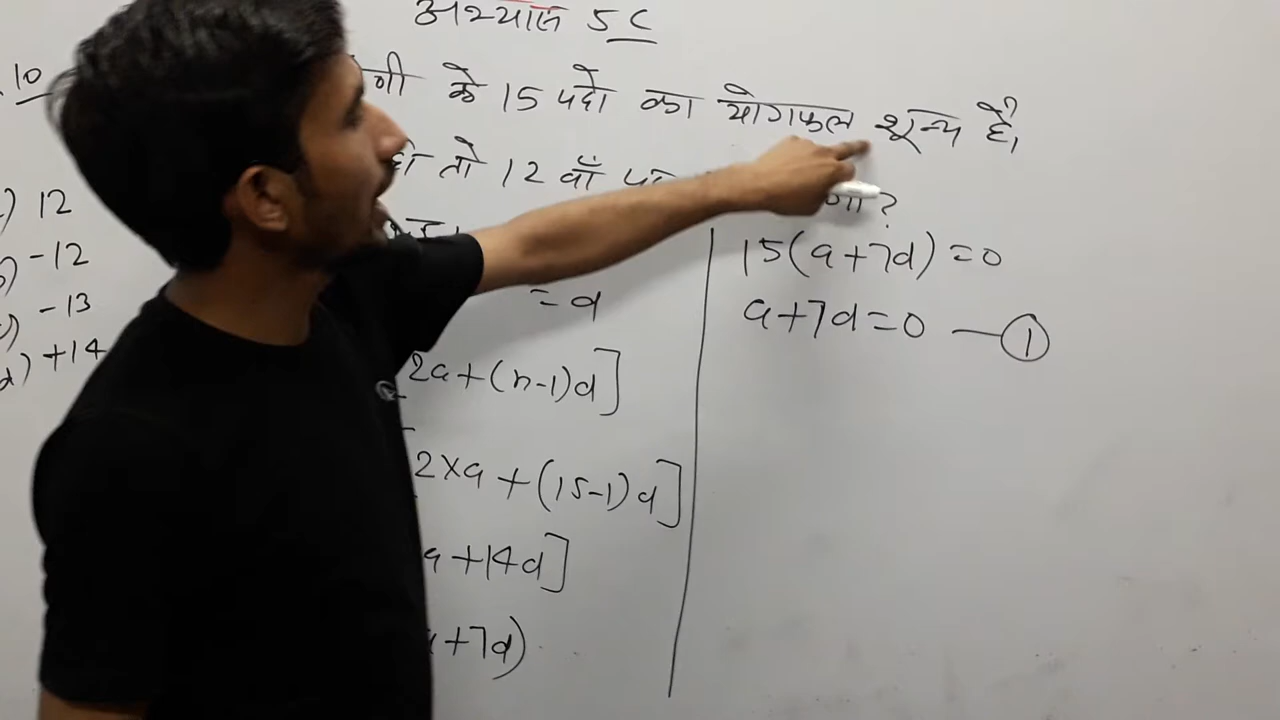 अभ्यास 5C
10 के 15 पदो का योगफल शून्य है,
तो 12 वाँ
?
12
-12
-13
d) +14
= d
2a+(n-1)d]
2×a+(15-1)d]
a+14d]
a+7d)
15(a+7d)=0
a+7d=0 — ①